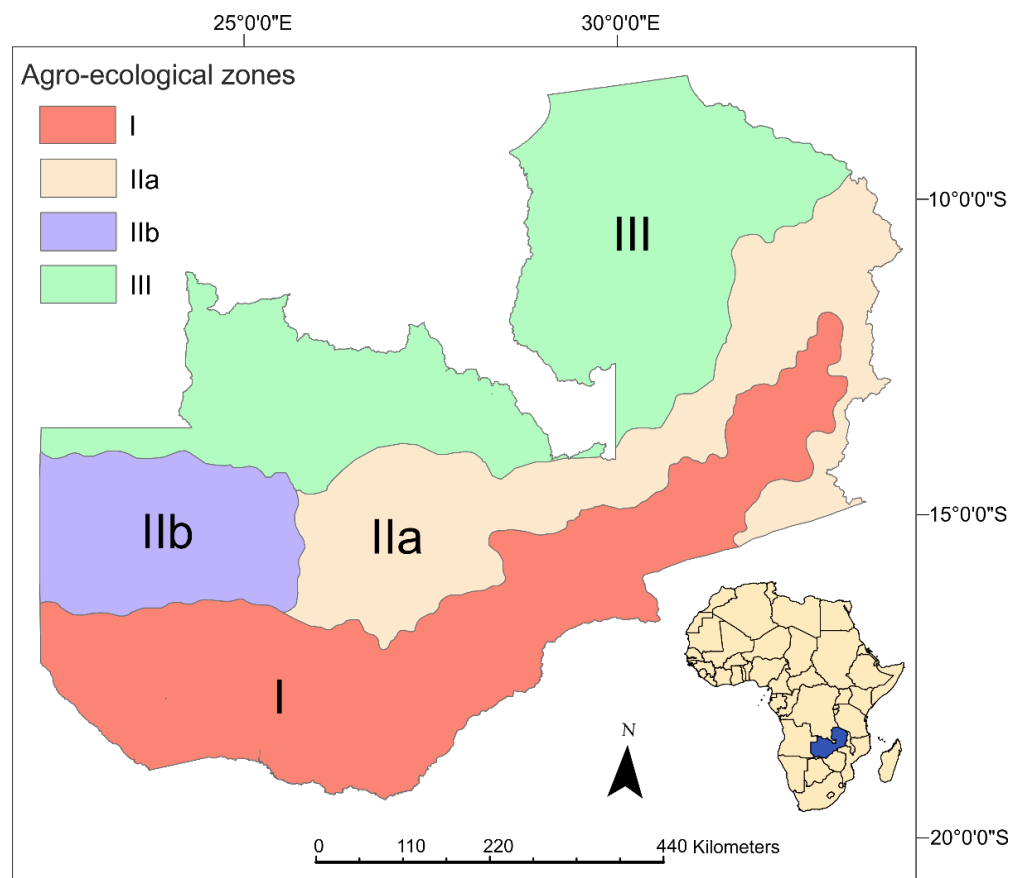 25°0'0"E 30°0'0"E
Agro-ecological zones
I
IIa
IIb
III
III
10°0'0"S
IIb
IIa
15°0'0"S
I
N
20°0'0"S
0 110 220 440 Kilometers